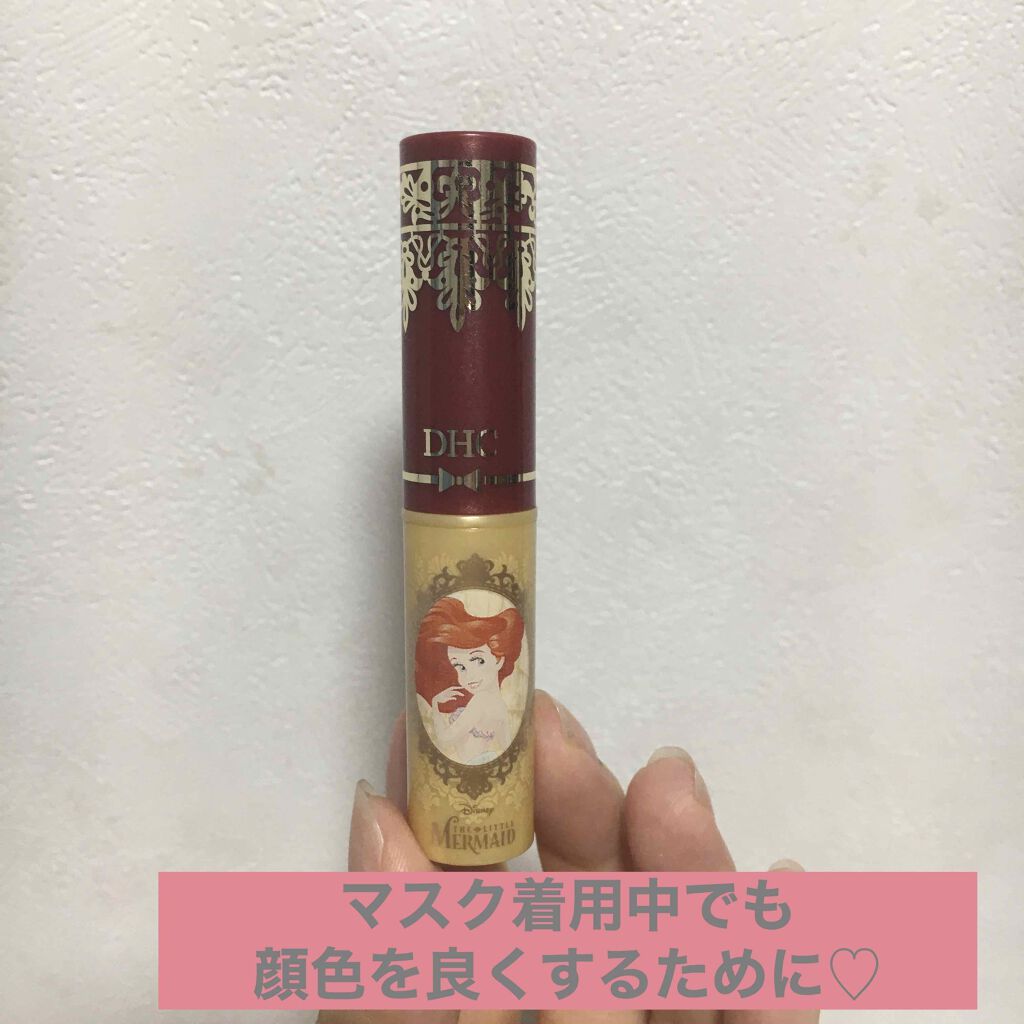 DHC
Disney
THE LITTLE
MERMAID
マスク着用中でも
顔色を良くするために♡